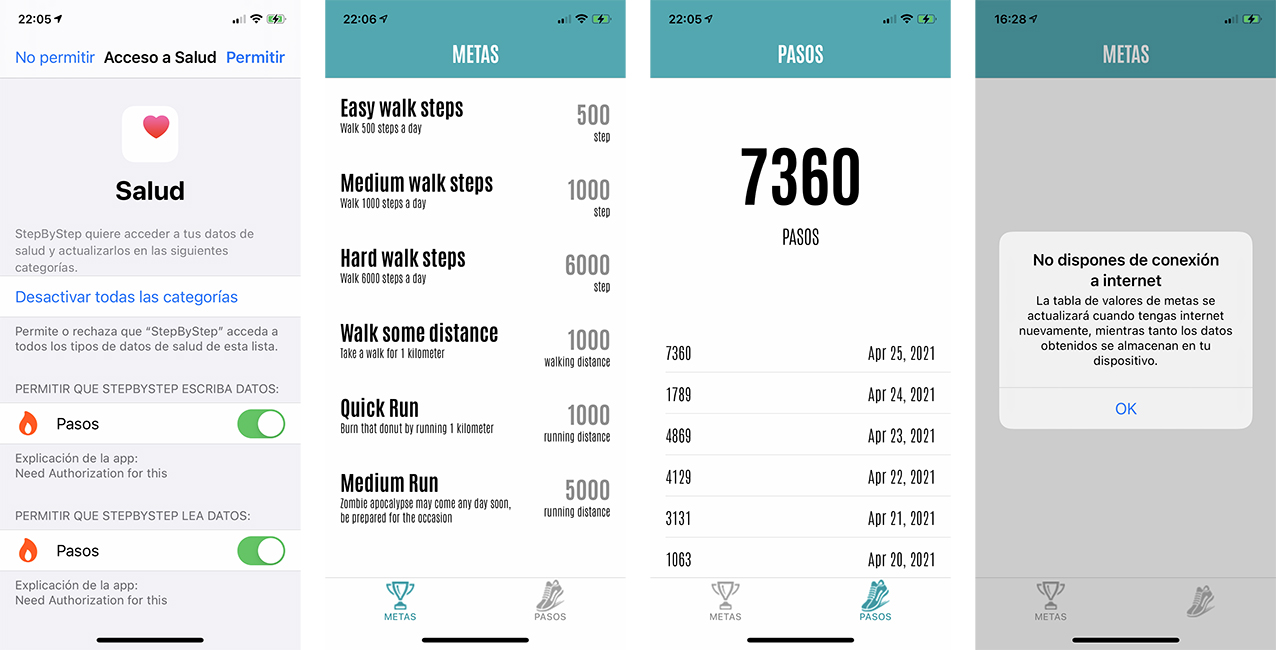 22:05
No permitir Acceso a Salud Permitir
Salud
StepByStep quiere acceder a tus datos de
salud y actualizarlos en las siguientes
categorías.
Desactivar todas las categorías
Permite o rechaza que “StepByStep” acceda a
todos los tipos de datos de salud de esta lista.
PERMITIR QUE STEPBYSTEP ESCRIBA DATOS:
Pasos
Explicación de la app:
Need Authorization for this
PERMITIR QUE STEPBYSTEP LEA DATOS:
Pasos
Explicación de la app:
Need Authorization for this
22:06
METAS
Easy walk steps
Walk 500 steps a day
500
step
Medium walk steps
Walk 1000 steps a day
1000
step
Hard walk steps
Walk 6000 steps a day
6000
step
Walk some distance
Take a walk for 1 kilometer
1000
walking distance
Quick Run
Burn that donut by running 1 kilometer
1000
running distance
Medium Run
Zombie apocalypse may come any day soon,
be prepared for the occasion
5000
running distance
METAS PASOS
22:05
PASOS
7360
PASOS
7360 Apr 25, 2021
1789 Apr 24, 2021
4869 Apr 23, 2021
4129 Apr 22, 2021
3131 Apr 21, 2021
1063 Apr 20, 2021
METAS PASOS
16:28
METAS
No dispones de conexión
a internet
La tabla de valores de metas se
actualizará cuando tengas internet
nuevamente, mientras tanto los datos
obtenidos se almacenan en tu
dispositivo.
OK
METAS